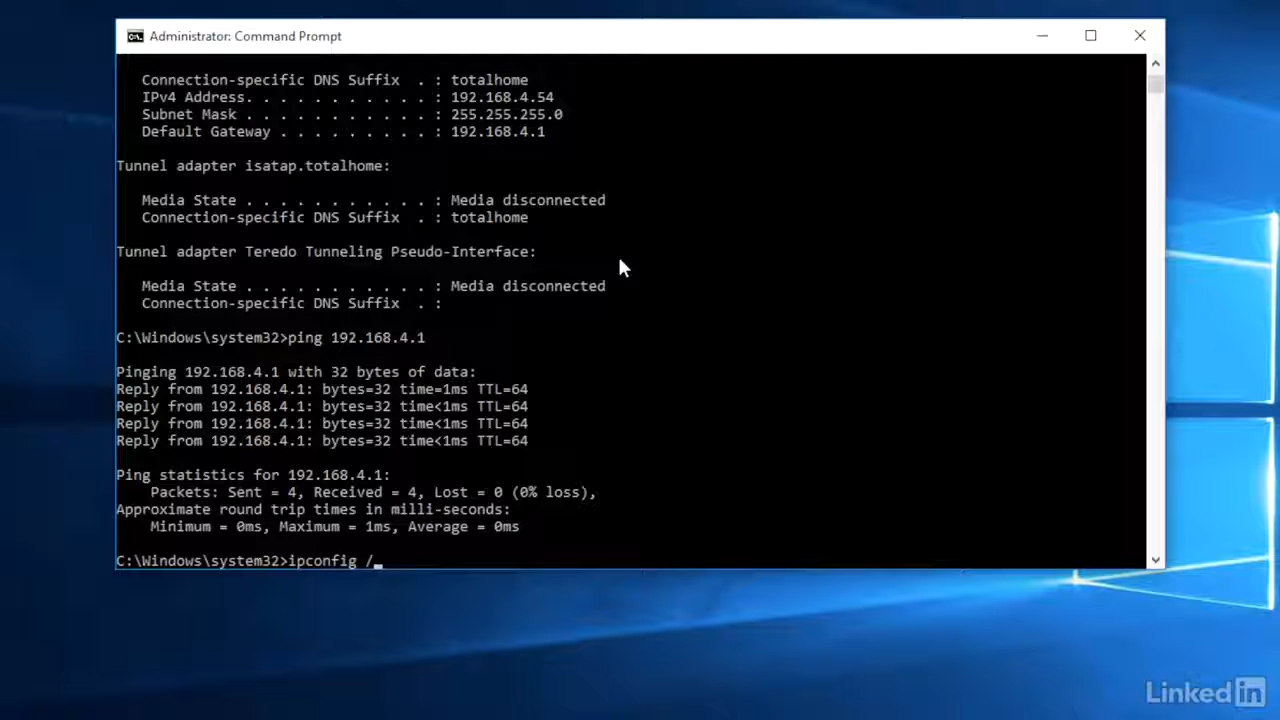 Administrator: Command Prompt
Connection-specific DNS Suffix  . : totalhome
IPv4 Address. . . . . . . . . . . : 192.168.4.54
Subnet Mask . . . . . . . . . . . : 255.255.255.0
Default Gateway . . . . . . . . . : 192.168.4.1
Tunnel adapter isatap.totalhome:
Media State . . . . . . . . . . . : Media disconnected
Connection-specific DNS Suffix  . : totalhome
Tunnel adapter Teredo Tunneling Pseudo-Interface:
Media State . . . . . . . . . . . : Media disconnected
Connection-specific DNS Suffix  . :
C:\Windows\system32>ping 192.168.4.1
Pinging 192.168.4.1 with 32 bytes of data:
Reply from 192.168.4.1: bytes=32 time=1ms TTL=64
Reply from 192.168.4.1: bytes=32 time<1ms TTL=64
Reply from 192.168.4.1: bytes=32 time<1ms TTL=64
Reply from 192.168.4.1: bytes=32 time<1ms TTL=64
Ping statistics for 192.168.4.1:
Packets: Sent = 4, Received = 4, Lost = 0 (0% loss),
Approximate round trip times in milli-seconds:
Minimum = 0ms, Maximum = 1ms, Average = 0ms
C:\Windows\system32>ipconfig /_
Linked in